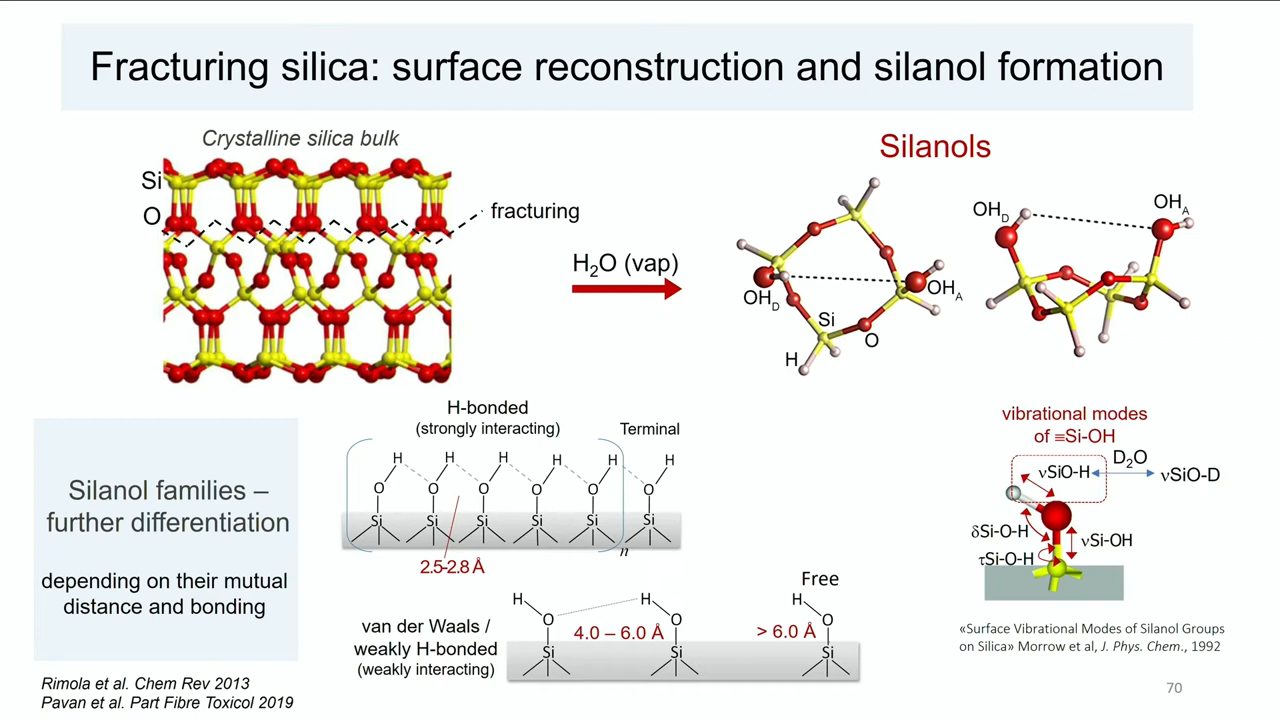 Fracturing silica: surface reconstruction and silanol formation
Crystalline silica bulk
Si
O
fracturing
H₂O (vap)
Silanols
OH_D
OH_A
Si
O
H
OH_D
OH_A
Silanol families –
further differentiation
depending on their mutual
distance and bonding
H-bonded
(strongly interacting)
Terminal
H H H H H H
O O O O O O
Si Si Si Si Si Si
n
2.5-2.8 Å
Free
H H H
O O O
4.0 – 6.0 Å
> 6.0 Å
Si Si Si
van der Waals /
weakly H-bonded
(weakly interacting)
vibrational modes
of ≡Si-OH
D₂O
νSiO-H
νSiO-D
δSi-O-H
νSi-OH
τSi-O-H
«Surface Vibrational Modes of Silanol Groups
on Silica» Morrow et al, J. Phys. Chem., 1992
Rimola et al. Chem Rev 2013
Pavan et al. Part Fibre Toxicol 2019
70